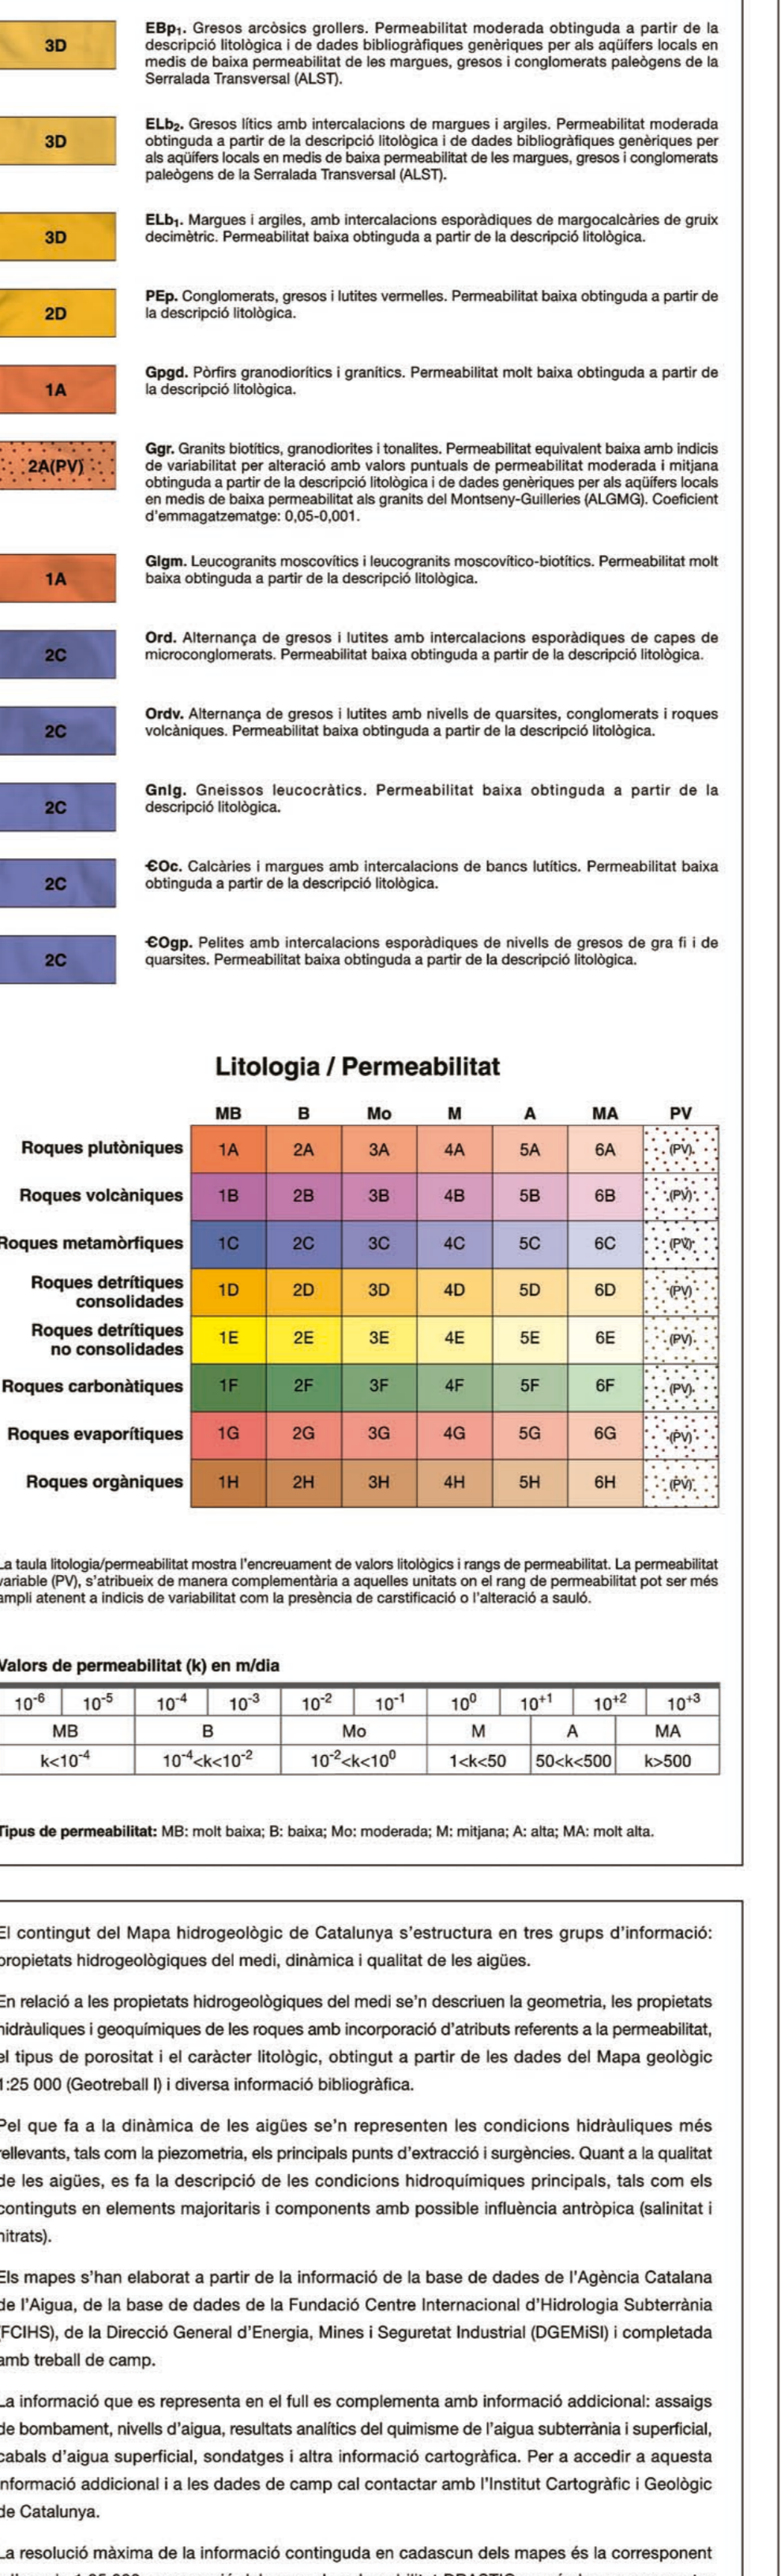 3D
EBp₁. Gresos arcòsics grollers. Permeabilitat moderada obtinguda a partir de la
descripció litològica i de dades bibliogràfiques genèriques per als aqüífers locals en
medis de baixa permeabilitat de les margues, gresos i conglomerats paleògens de la
Serralada Transversal (ALST).
3D
ELb₂. Gresos lítics amb intercalacions de margues i argiles. Permeabilitat moderada
obtinguda a partir de la descripció litològica i de dades bibliogràfiques genèriques per
als aqüífers locals en medis de baixa permeabilitat de les margues, gresos i conglomerats
paleògens de la Serralada Transversal (ALST).
3D
ELb₁. Margues i argiles, amb intercalacions esporàdiques de margocalcàries de gruix
decimètric. Permeabilitat baixa obtinguda a partir de la descripció litològica.
2D
PEp. Conglomerats, gresos i lutites vermelles. Permeabilitat baixa obtinguda a partir de
la descripció litològica.
1A
Gpgd. Pòrfirs granodiorítics i granítics. Permeabilitat molt baixa obtinguda a partir de
la descripció litològica.
2A(PV)
Ggr. Granits biotítics, granodiorites i tonalites. Permeabilitat equivalent baixa amb indicis
de variabilitat per alteració amb valors puntuals de permeabilitat moderada i mitjana
obtinguda a partir de la descripció litològica i de dades genèriques per als aqüífers locals
en medis de baixa permeabilitat als granits del Montseny-Guilleries (ALGMG). Coeficient
d'emmagatzematge: 0,05-0,001.
1A
Glgm. Leucogranits moscovítics i leucogranits moscovítico-biotítics. Permeabilitat molt
baixa obtinguda a partir de la descripció litològica.
2C
Ord. Alternança de gresos i lutites amb intercalacions esporàdiques de capes de
microconglomerats. Permeabilitat baixa obtinguda a partir de la descripció litològica.
2C
Ordv. Alternança de gresos i lutites amb nivells de quarsites, conglomerats i roques
volcàniques. Permeabilitat baixa obtinguda a partir de la descripció litològica.
2C
Gnlg. Gneissos leucocràtics. Permeabilitat baixa obtinguda a partir de la
descripció litològica.
2C
ЄOc. Calcàries i margues amb intercalacions de bancs lutítics. Permeabilitat baixa
obtinguda a partir de la descripció litològica.
2C
ЄOgp. Pelites amb intercalacions esporàdiques de nivells de gresos de gra fi i de
quarsites. Permeabilitat baixa obtinguda a partir de la descripció litològica.
Litologia / Permeabilitat
MB B Mo M A MA PV
Roques plutòniques 1A 2A 3A 4A 5A 6A (PV)
Roques volcàniques 1B 2B 3B 4B 5B 6B (PV)
Roques metamòrfiques 1C 2C 3C 4C 5C 6C (PV)
Roques detrítiques
consolidades 1D 2D 3D 4D 5D 6D (PV)
Roques detrítiques
no consolidades 1E 2E 3E 4E 5E 6E (PV)
Roques carbonàtiques 1F 2F 3F 4F 5F 6F (PV)
Roques evaporítiques 1G 2G 3G 4G 5G 6G (PV)
Roques orgàniques 1H 2H 3H 4H 5H 6H (PV)
La taula litologia/permeabilitat mostra l'encreuament de valors litològics i rangs de permeabilitat. La permeabilitat
variable (PV), s'atribueix de manera complementària a aquelles unitats on el rang de permeabilitat pot ser més
ampli atenent a indicis de variabilitat com la presència de carstificació o l'alteració a sauló.
Valors de permeabilitat (k) en m/dia
10⁻⁶ 10⁻⁵ 10⁻⁴ 10⁻³ 10⁻² 10⁻¹ 10⁰ 10⁺¹ 10⁺² 10⁺³
MB B Mo M A MA
k<10⁻⁴ 10⁻⁴<k<10⁻² 10⁻²<k<10⁰ 1<k<50 50<k<500 k>500
Tipus de permeabilitat: MB: molt baixa; B: baixa; Mo: moderada; M: mitjana; A: alta; MA: molt alta.
El contingut del Mapa hidrogeològic de Catalunya s'estructura en tres grups d'informació:
propietats hidrogeològiques del medi, dinàmica i qualitat de les aigües.
En relació a les propietats hidrogeològiques del medi se'n descriuen la geometria, les propietats
hidràuliques i geoquímiques de les roques amb incorporació d'atributs referents a la permeabilitat,
el tipus de porositat i el caràcter litològic, obtingut a partir de les dades del Mapa geològic
1:25 000 (Geotreball I) i diversa informació bibliogràfica.
Pel que fa a la dinàmica de les aigües se'n representen les condicions hidràuliques més
rellevants, tals com la piezometria, els principals punts d'extracció i surgències. Quant a la qualitat
de les aigües, es fa la descripció de les condicions hidroquímiques principals, tals com els
continguts en elements majoritaris i components amb possible influència antròpica (salinitat i
nitrats).
Els mapes s'han elaborat a partir de la informació de la base de dades de l'Agència Catalana
de l'Aigua, de la base de dades de la Fundació Centre Internacional d'Hidrologia Subterrània
(FCIHS), de la Direcció General d'Energia, Mines i Seguretat Industrial (DGEMiSI) i completada
amb treball de camp.
La informació que es representa en el full es complementa amb informació addicional: assaigs
de bombament, nivells d'aigua, resultats analítics del quimisme de l'aigua subterrània i superficial,
cabals d'aigua superficial, sondatges i altra informació cartogràfica. Per a accedir a aquesta
informació addicional i a les dades de camp cal contactar amb l'Institut Cartogràfic i Geològic
de Catalunya.
La resolució màxima de la informació continguda en cadascun dels mapes és la corresponent